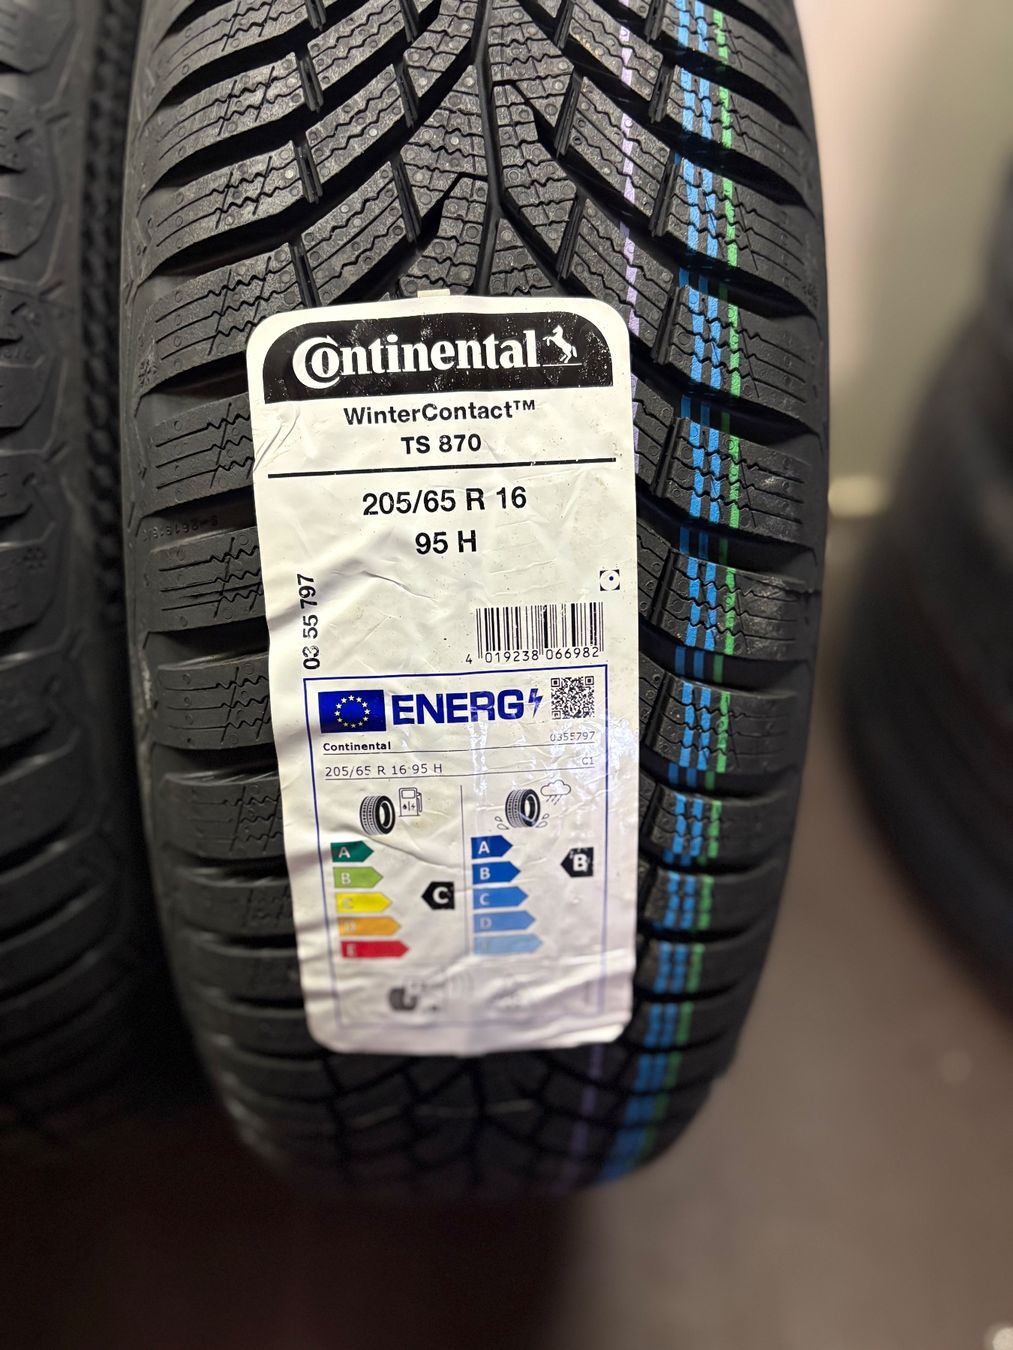 Continental
WinterContact™
TS 870
205/65 R 16
95 H
03 55 797
4 019238 066982
ENERG
Continental
0355797
205/65 R 16 95 H
C1
A
B
C
D
E
C
A
B
C
D
B